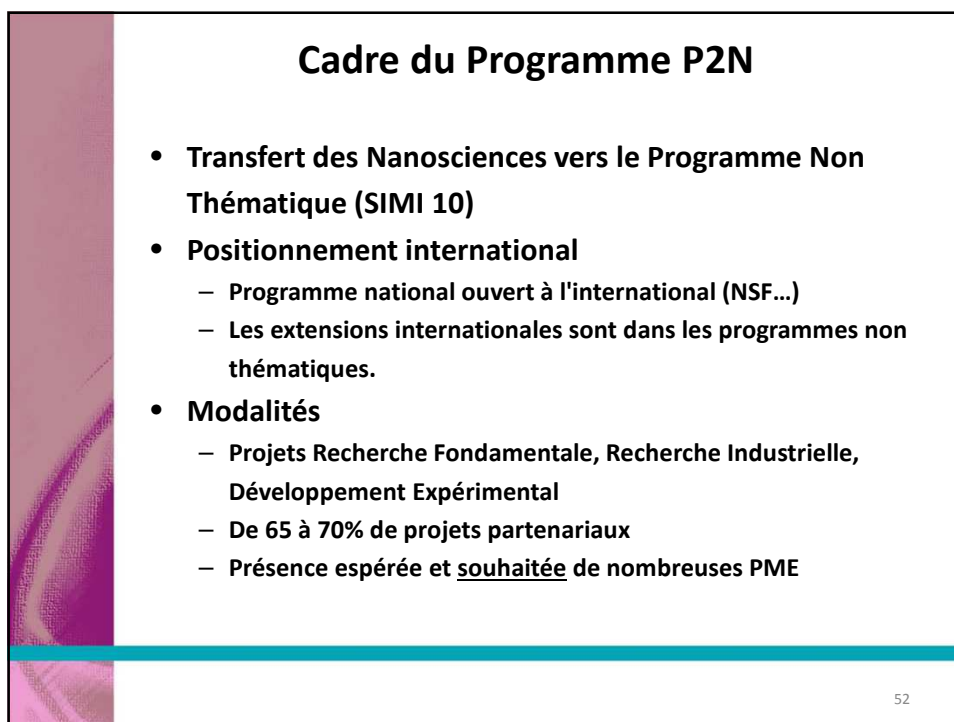 Cadre du Programme P2N
• Transfert des Nanosciences vers le Programme Non
Thématique (SIMI 10)
• Positionnement international
– Programme national ouvert à l'international (NSF…)
– Les extensions internationales sont dans les programmes non
thématiques.
• Modalités
– Projets Recherche Fondamentale, Recherche Industrielle,
Développement Expérimental
– De 65 à 70% de projets partenariaux
– Présence espérée et souhaitée de nombreuses PME
52